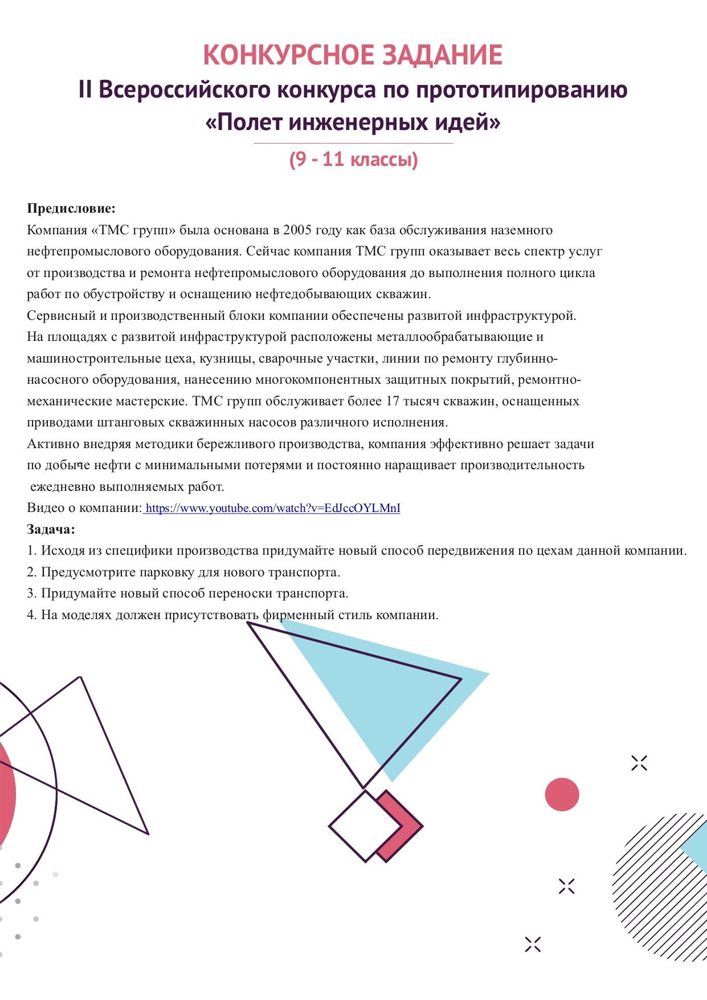 КОНКУРСНОЕ ЗАДАНИЕ
II Всероссийского конкурса по прототипированию
«Полет инженерных идей»
(9 - 11 классы)
Предисловие:
Компания «ТМС групп» была основана в 2005 году как база обслуживания наземного
нефтепромыслового оборудования. Сейчас компания ТМС групп оказывает весь спектр услуг
от производства и ремонта нефтепромыслового оборудования до выполнения полного цикла
работ по обустройству и оснащению нефтедобывающих скважин.
Сервисный и производственный блоки компании обеспечены развитой инфраструктурой.
На площадях с развитой инфраструктурой расположены металлообрабатывающие и
машиностроительные цеха, кузницы, сварочные участки, линии по ремонту глубинно-
насосного оборудования, нанесению многокомпонентных защитных покрытий, ремонтно-
механические мастерские. ТМС групп обслуживает более 17 тысяч скважин, оснащенных
приводами штанговых скважинных насосов различного исполнения.
Активно внедряя методики бережливого производства, компания эффективно решает задачи
по добыче нефти с минимальными потерями и постоянно наращивает производительность
ежедневно выполняемых работ.
Видео о компании: https://www.youtube.com/watch?v=EdJccOYLMnI
Задача:
1. Исходя из специфики производства придумайте новый способ передвижения по цехам данной компании.
2. Предусмотрите парковку для нового транспорта.
3. Придумайте новый способ переноски транспорта.
4. На моделях должен присутствовать фирменный стиль компании.